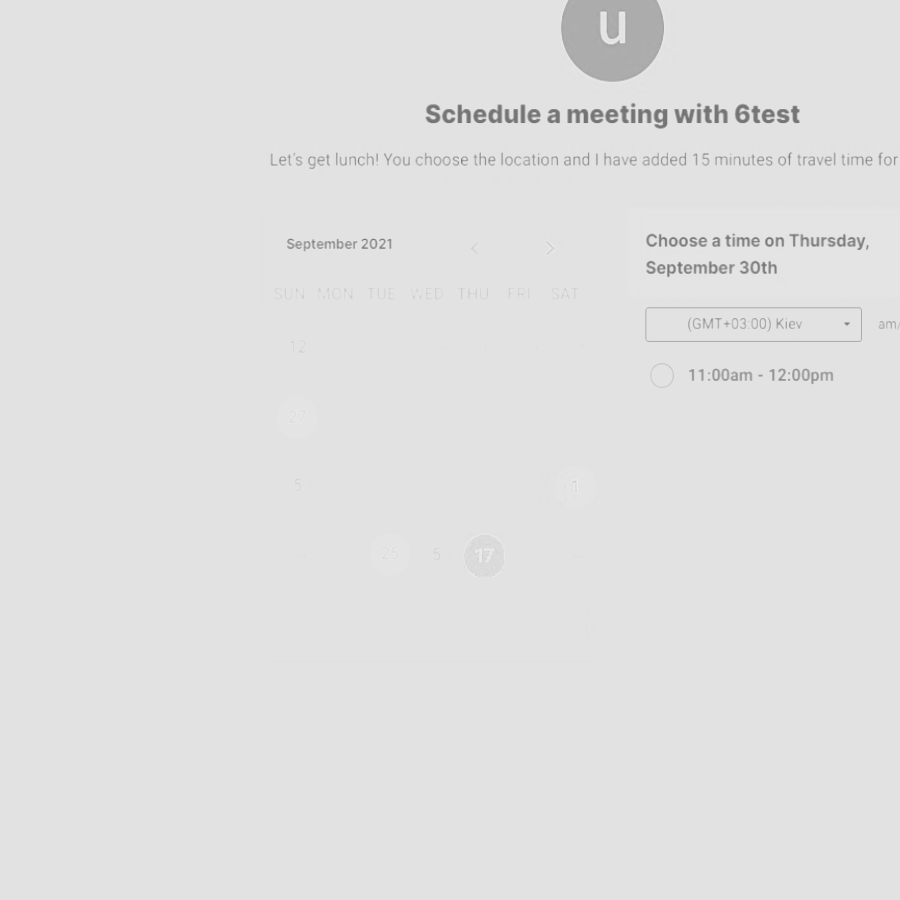 u
Schedule a meeting with 6test
Let's get lunch! You choose the location and I have added 15 minutes of travel time for
September 2021
SUN MON TUE WED THU FRI SAT
12
27
5
25 5 17
Choose a time on Thursday,
September 30th
(GMT+03:00) Kiev
am/
11:00am - 12:00pm